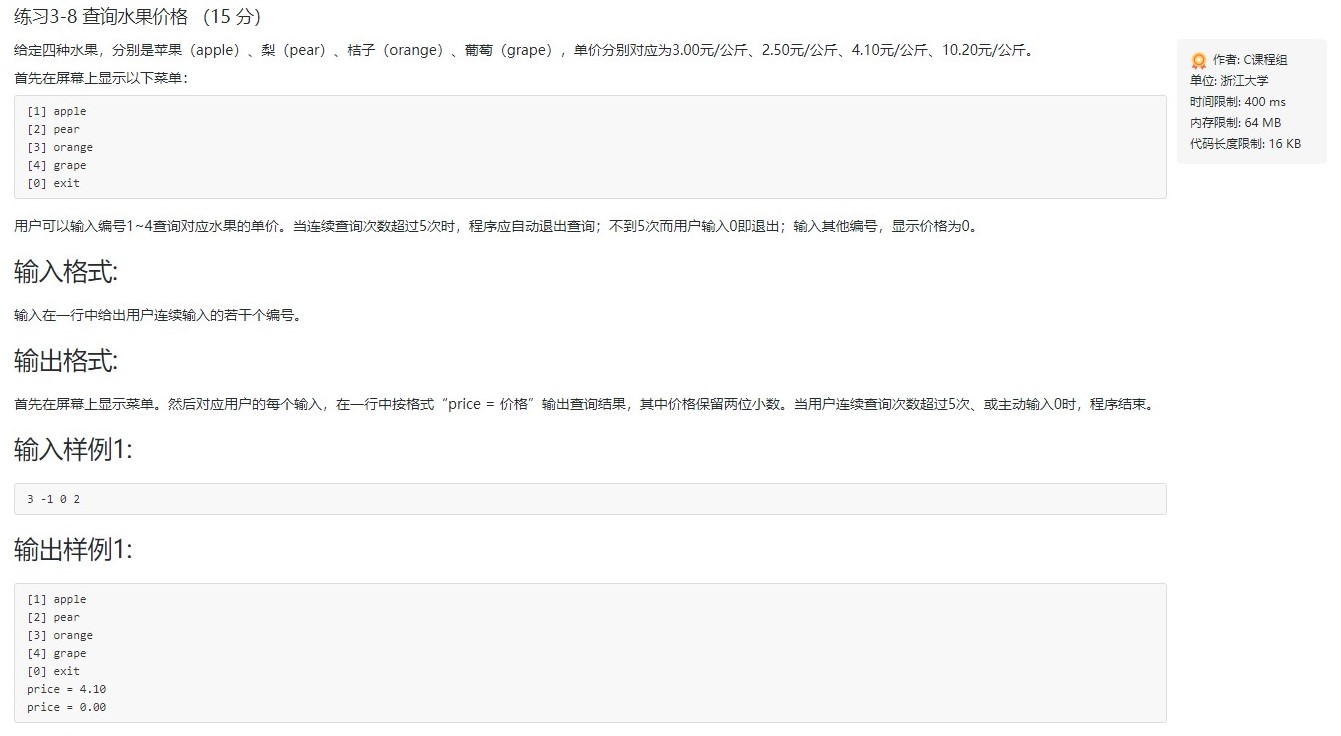 练习3-8 查询水果价格 （15 分）
给定四种水果，分别是苹果（apple）、梨（pear）、桔子（orange）、葡萄（grape），单价分别对应为3.00元/公斤、2.50元/公斤、4.10元/公斤、10.20元/公斤。
首先在屏幕上显示以下菜单：
[1] apple
[2] pear
[3] orange
[4] grape
[0] exit
用户可以输入编号1~4查询对应水果的单价。当连续查询次数超过5次时，程序应自动退出查询；不到5次而用户输入0即退出；输入其他编号，显示价格为0。
输入格式:
输入在一行中给出用户连续输入的若干个编号。
输出格式:
首先在屏幕上显示菜单。然后对应用户的每个输入，在一行中按格式“price = 价格”输出查询结果，其中价格保留两位小数。当用户连续查询次数超过5次、或主动输入0时，程序结束。
输入样例1:
3 -1 0 2
输出样例1:
[1] apple
[2] pear
[3] orange
[4] grape
[0] exit
price = 4.10
price = 0.00
作者: C课程组
单位: 浙江大学
时间限制: 400 ms
内存限制: 64 MB
代码长度限制: 16 KB